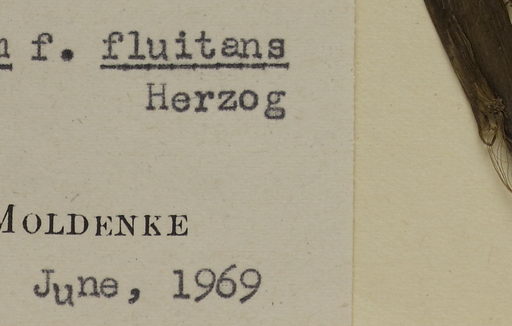 f. fluitans
Herzog
MOLDENKE
June, 1969